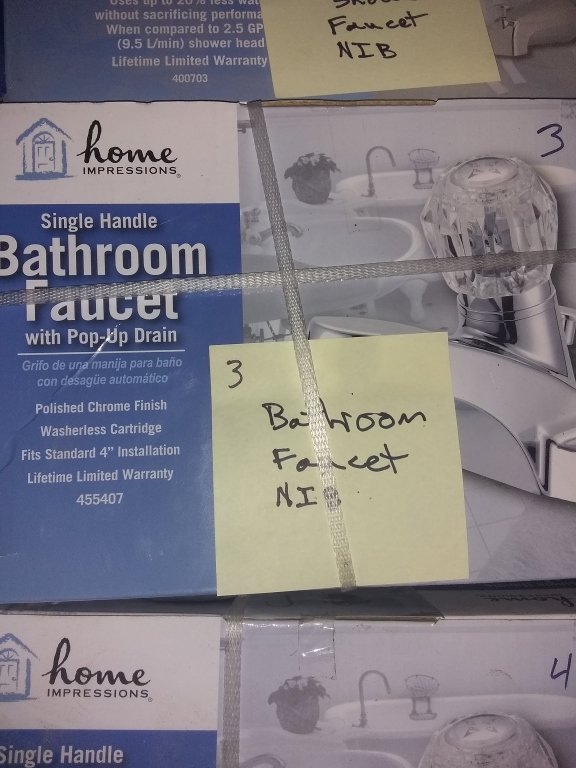 Uses up to 20% less
without sacrificing performa
When compared to 2.5 GP
(9.5 L/min) shower head
Lifetime Limited Warranty
400703
Faucet
NIB
home
IMPRESSIONS®
3
Single Handle
Bathroom
Faucet
with Pop-Up Drain
Grifo de una manija para baño
con desagüe automático
Polished Chrome Finish
Washerless Cartridge
Fits Standard 4" Installation
Lifetime Limited Warranty
455407
3
Bathroom
Faucet
NIB
home
IMPRESSIONS®
4
Single Handle